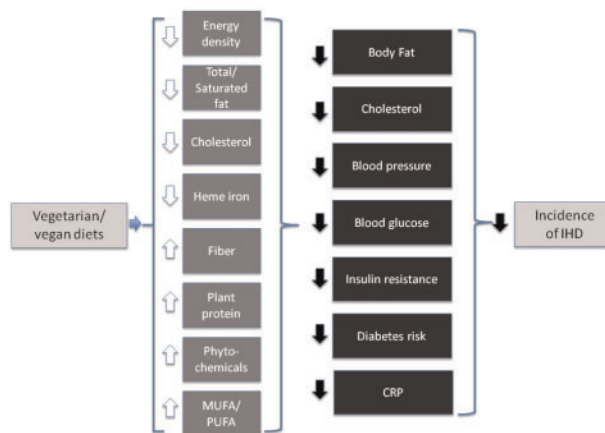 Vegetarian/
vegan diets
Energy
density
Total/
Saturated
fat
Cholesterol
Heme iron
Fiber
Plant
protein
Phyto-
chemicals
MUFA/
PUFA
Body Fat
Cholesterol
Blood pressure
Blood glucose
Insulin resistance
Diabetes risk
CRP
Incidence
of IHD